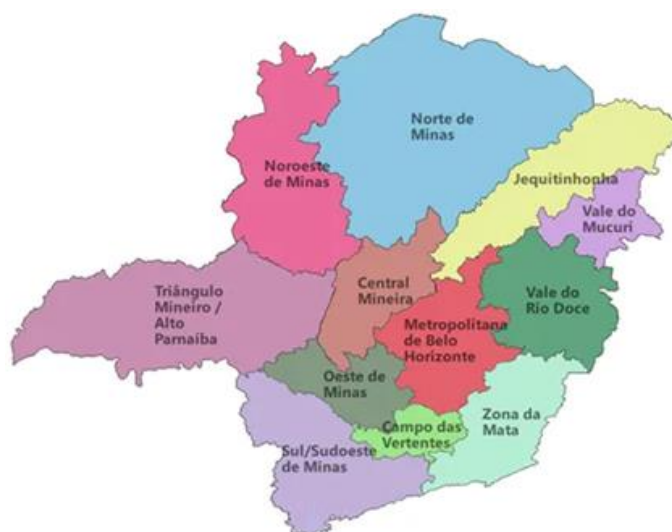 Norte de
Minas
Noroeste
de Minas
Jequitinhonha
Vale do
Mucuri
Triângulo
Mineiro /
Alto
Parnaíba
Central
Mineira
Metropolitana
de Belo
Horizonte
Vale do
Rio Doce
Oeste de
Minas
Campo das
Vertentes
Zona da
Mata
Sul/Sudoeste
de Minas